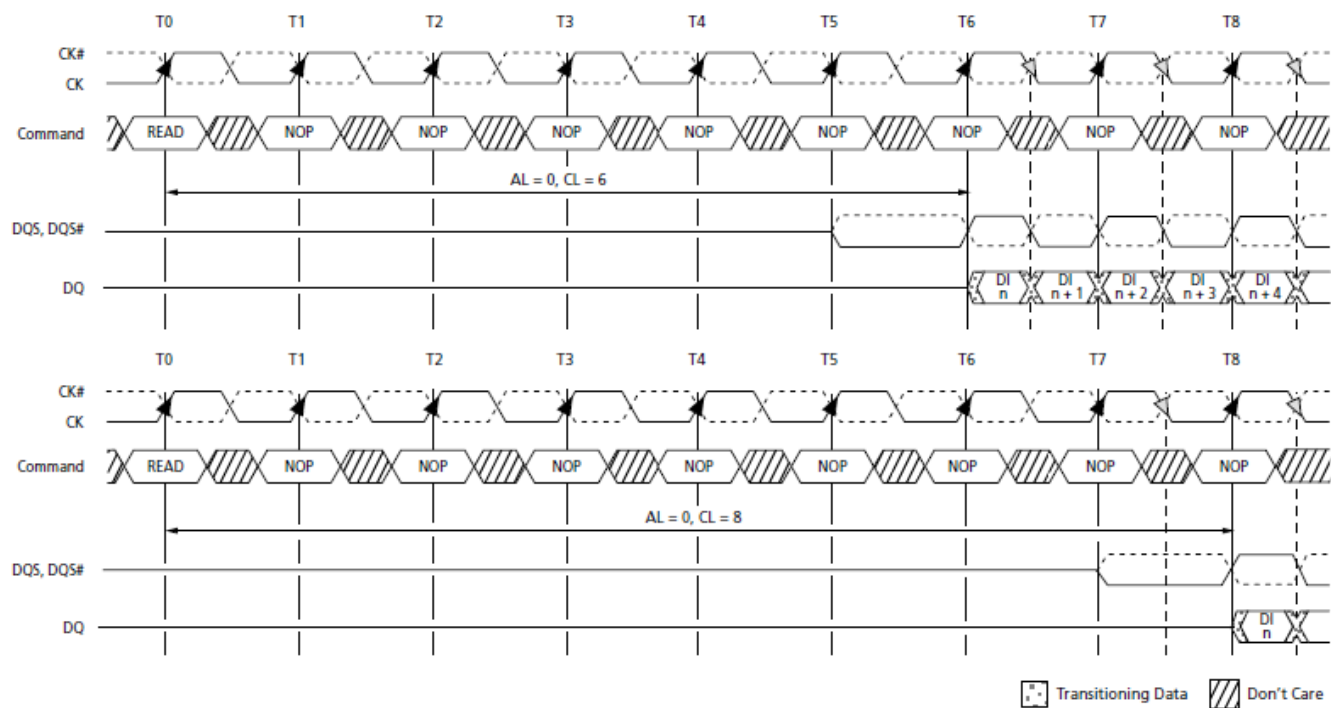 T0 T1 T2 T3 T4 T5 T6 T7 T8
CK#
CK
Command READ NOP NOP NOP NOP NOP NOP NOP NOP
AL = 0, CL = 6
DQS, DQS#
DQ DI n DI n + 1 DI n + 2 DI n + 3 DI n + 4
T0 T1 T2 T3 T4 T5 T6 T7 T8
CK#
CK
Command READ NOP NOP NOP NOP NOP NOP NOP NOP
AL = 0, CL = 8
DQS, DQS#
DQ DI n
Transitioning Data Don't Care